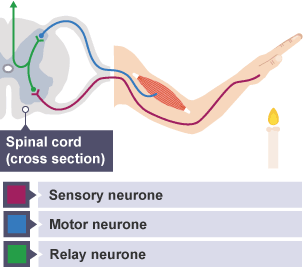 Spinal cord
(cross section)
Sensory neurone
Motor neurone
Relay neurone